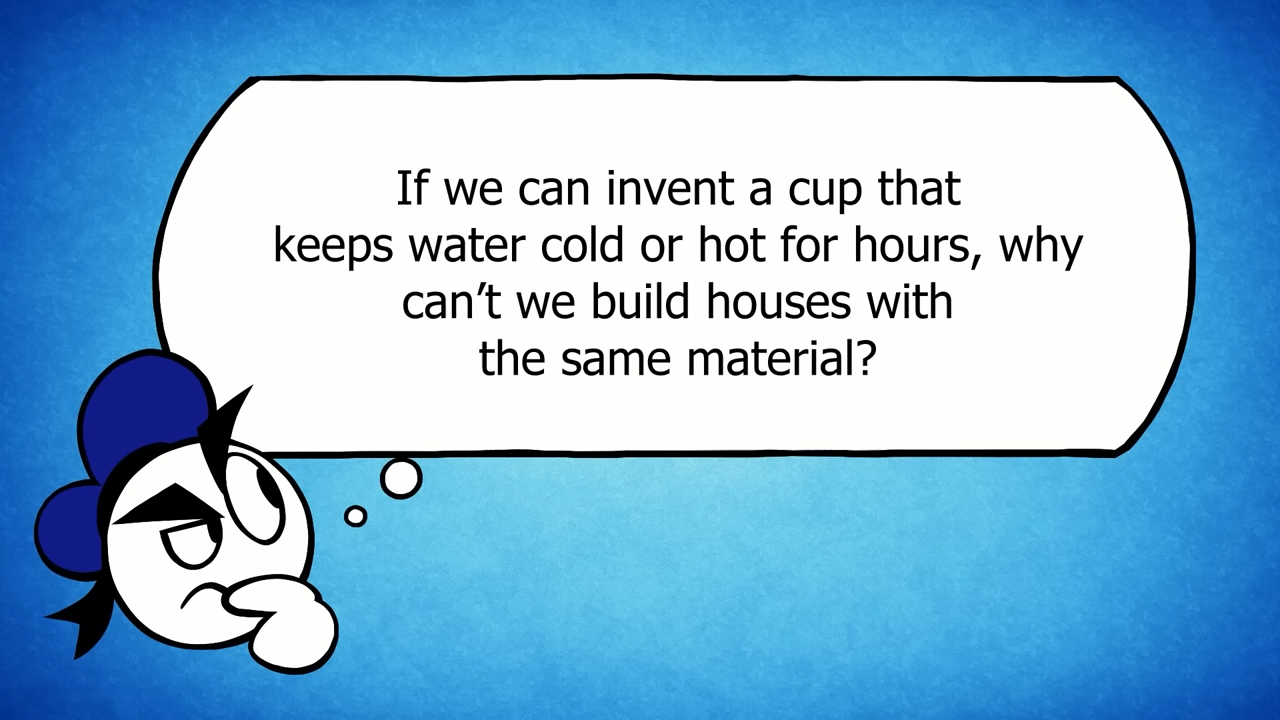 If we can invent a cup that
keeps water cold or hot for hours, why
can’t we build houses with
the same material?